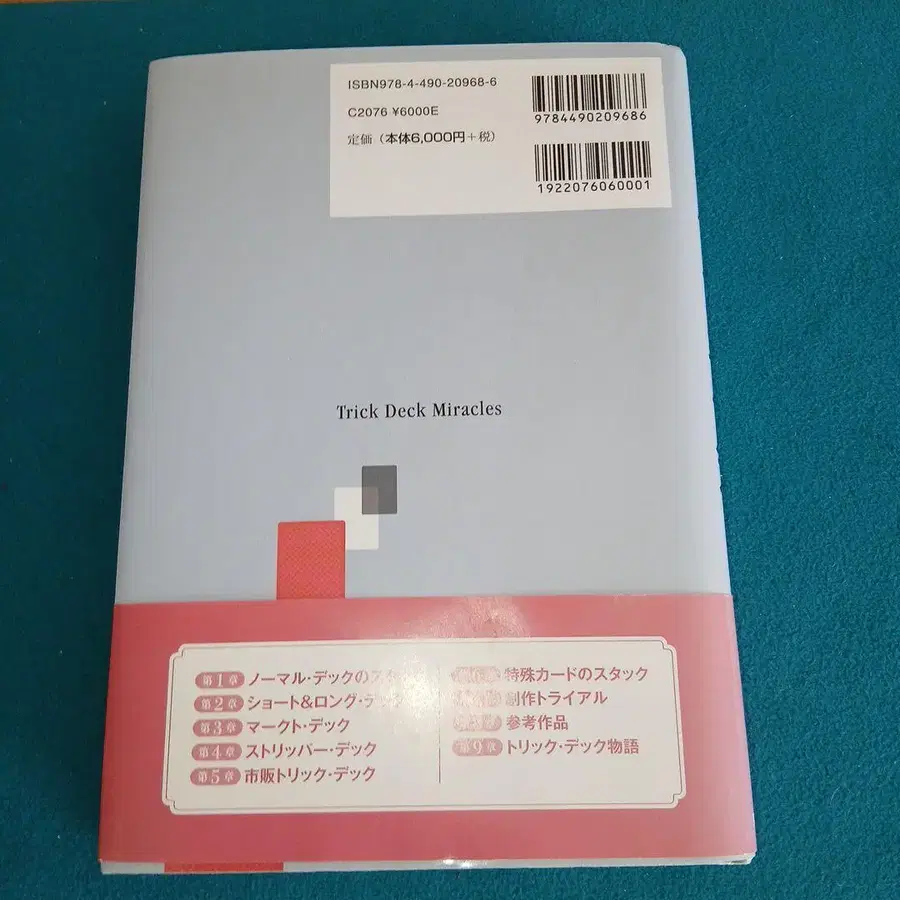 ISBN978-4-490-20968-6
C2076 ¥6000E
定価（本体6,000円＋税）
9784490209686
1922076060001
Trick Deck Miracles
第1章 ノーマル・デックの
第2章 ショート&ロング・
第3章 マークト・デック
第4章 ストリッパー・デック
第5章 市販トリック・デック
特殊カードのスタック
創作トライアル
参考作品
第9章 トリック・デック物語